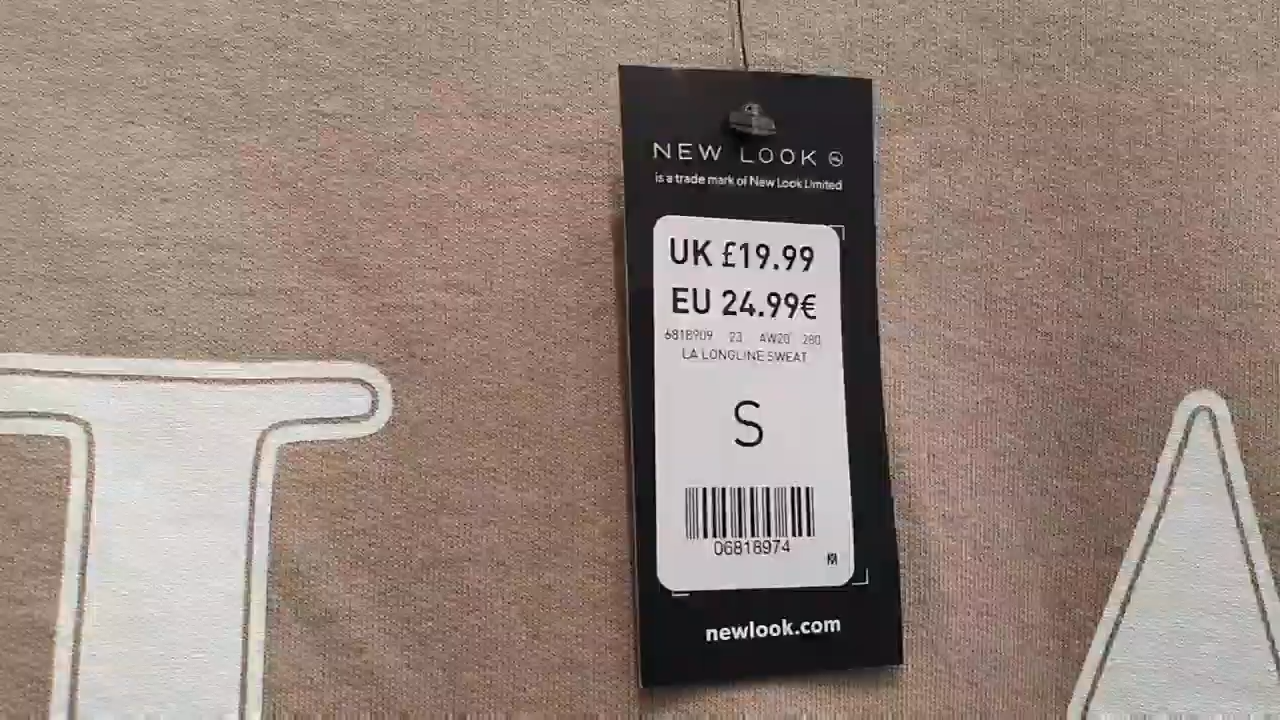 NEW LOOK
is a trade mark of New Look Limited
UK £19.99
EU 24.99€
6818909 23 AW20 280
LA LONGLINE SWEAT
S
06818974
newlook.com